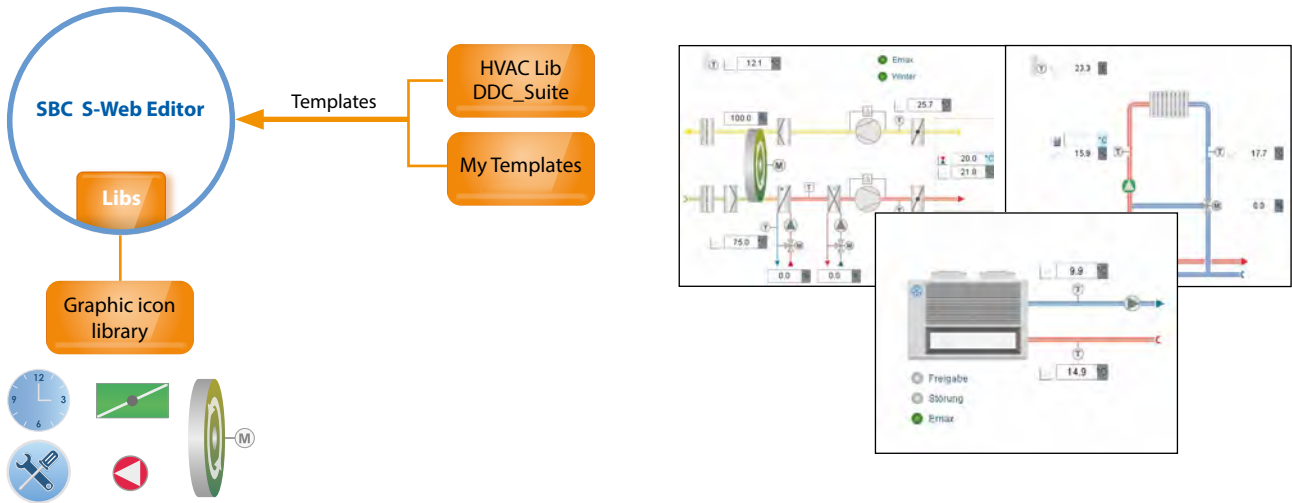 SBC S-Web Editor
Templates
HVAC Lib
DDC_Suite
My Templates
Libs
Graphic icon
library
12
9
3
6
M
T
12.1
Emax
Winter
100.0
25.7
T
M
20.0 °C
21.8
T
T
T
M
M
75.0
0.0
0.0
T
23.3
°C
15.9
T
T
17.7
M
0.0
9.9
T
T
14.9
Freigabe
Störung
Emax